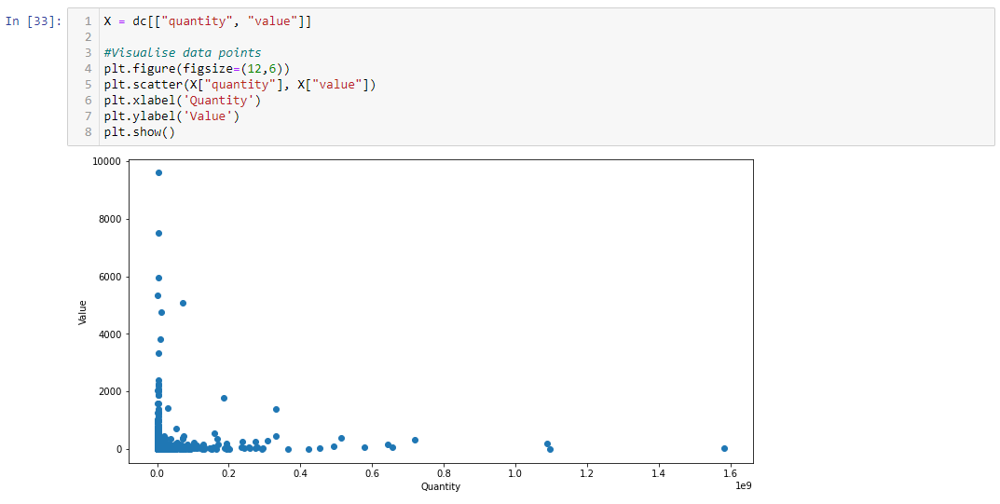 In [33]:
1 X = dc[["quantity", "value"]]
2
3 #Visualise data points
4 plt.figure(figsize=(12,6))
5 plt.scatter(X["quantity"], X["value"])
6 plt.xlabel('Quantity')
7 plt.ylabel('Value')
8 plt.show()
10000
8000
6000
4000
2000
0
Value
0.0 0.2 0.4 0.6 0.8 1.0 1.2 1.4 1.6
1e9
Quantity